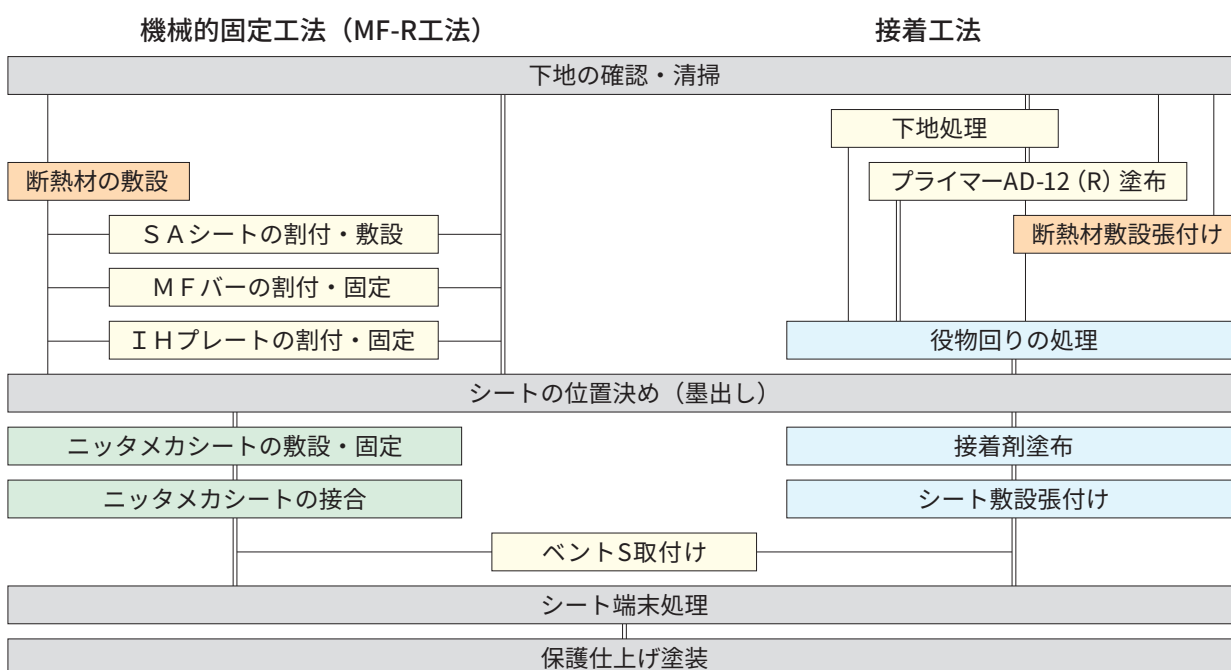 機械的固定工法（MF-R工法）
接着工法
下地の確認・清掃
下地処理
断熱材の敷設
プライマーAD-12（R）塗布
ＳＡシートの割付・敷設
断熱材敷設張付け
ＭＦバーの割付・固定
ＩＨプレートの割付・固定
役物回りの処理
シートの位置決め（墨出し）
ニッタメカシートの敷設・固定
接着剤塗布
ニッタメカシートの接合
シート敷設張付け
ベントS取付け
シート端末処理
保護仕上げ塗装